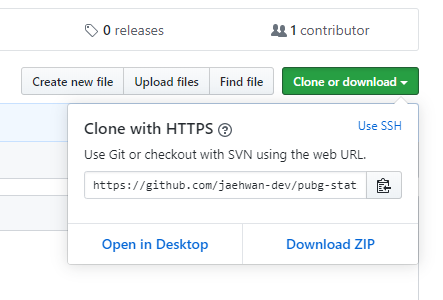 0 releases
1 contributor
Create new file
Upload files
Find file
Clone or download
Clone with HTTPS
Use SSH
Use Git or checkout with SVN using the web URL.
https://github.com/jaehwan-dev/pubg-stat
Open in Desktop
Download ZIP